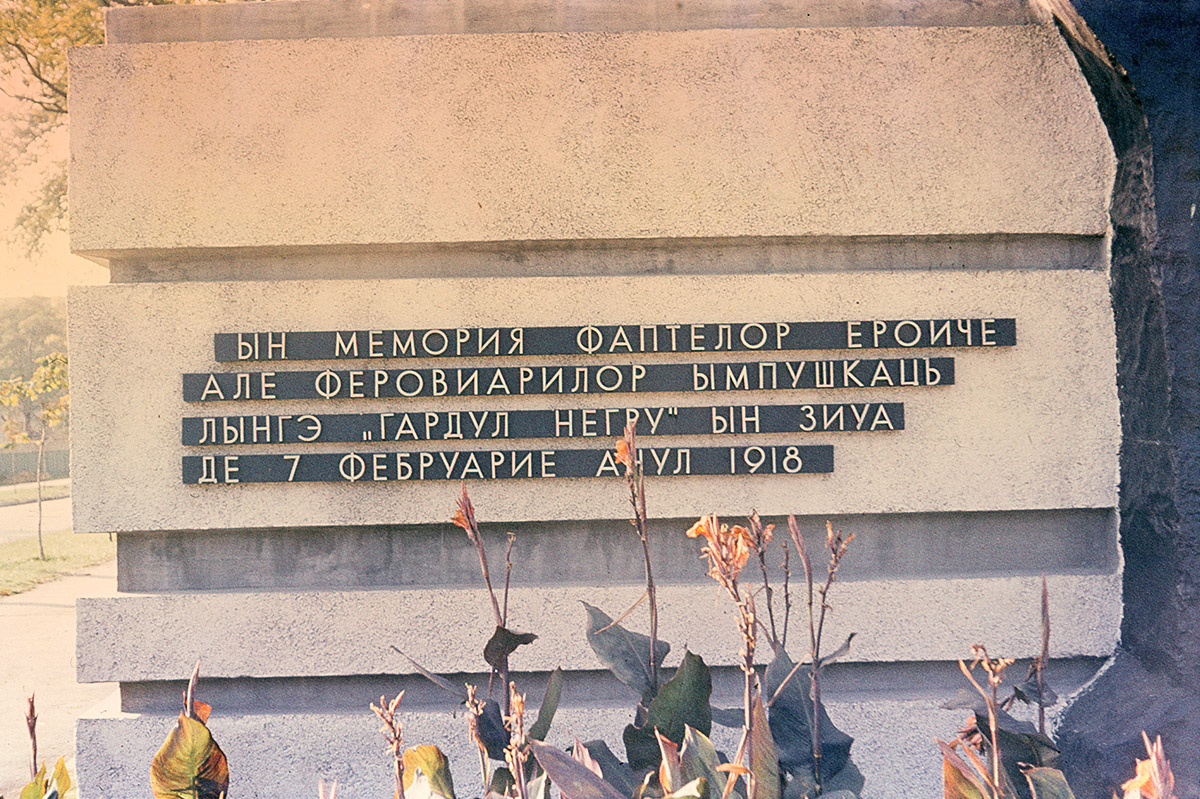 ЫН МЕМОРИЯ ФАПТЕЛОР ЕРОИЧЕ
АЛЕ ФЕРОВИАРИЛОР ЫМПУШКАЦЬ
ЛЫНГЭ „ГАРДУЛ НЕГРУ" ЫН ЗИУА
ДЕ 7 ФЕБРУАРИЕ АНУЛ 1918